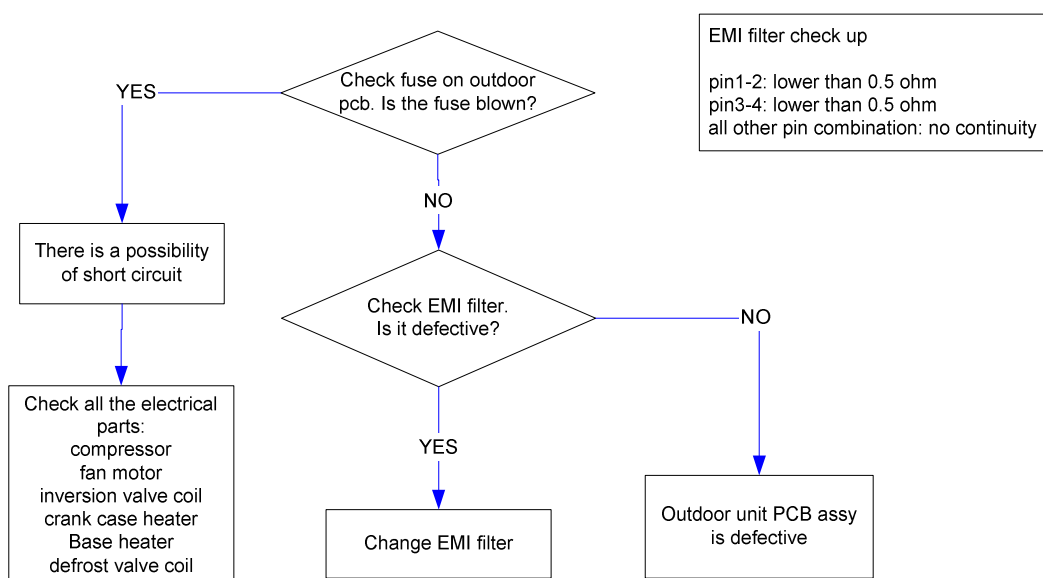 Check fuse on outdoor
pcb. Is the fuse blown?
EMI filter check up
pin1-2: lower than 0.5 ohm
pin3-4: lower than 0.5 ohm
all other pin combination: no continuity
YES
NO
There is a possibility
of short circuit
Check EMI filter.
Is it defective?
NO
Check all the electrical
parts:
compressor
fan motor
inversion valve coil
crank case heater
Base heater
defrost valve coil
YES
Change EMI filter
Outdoor unit PCB assy
is defective